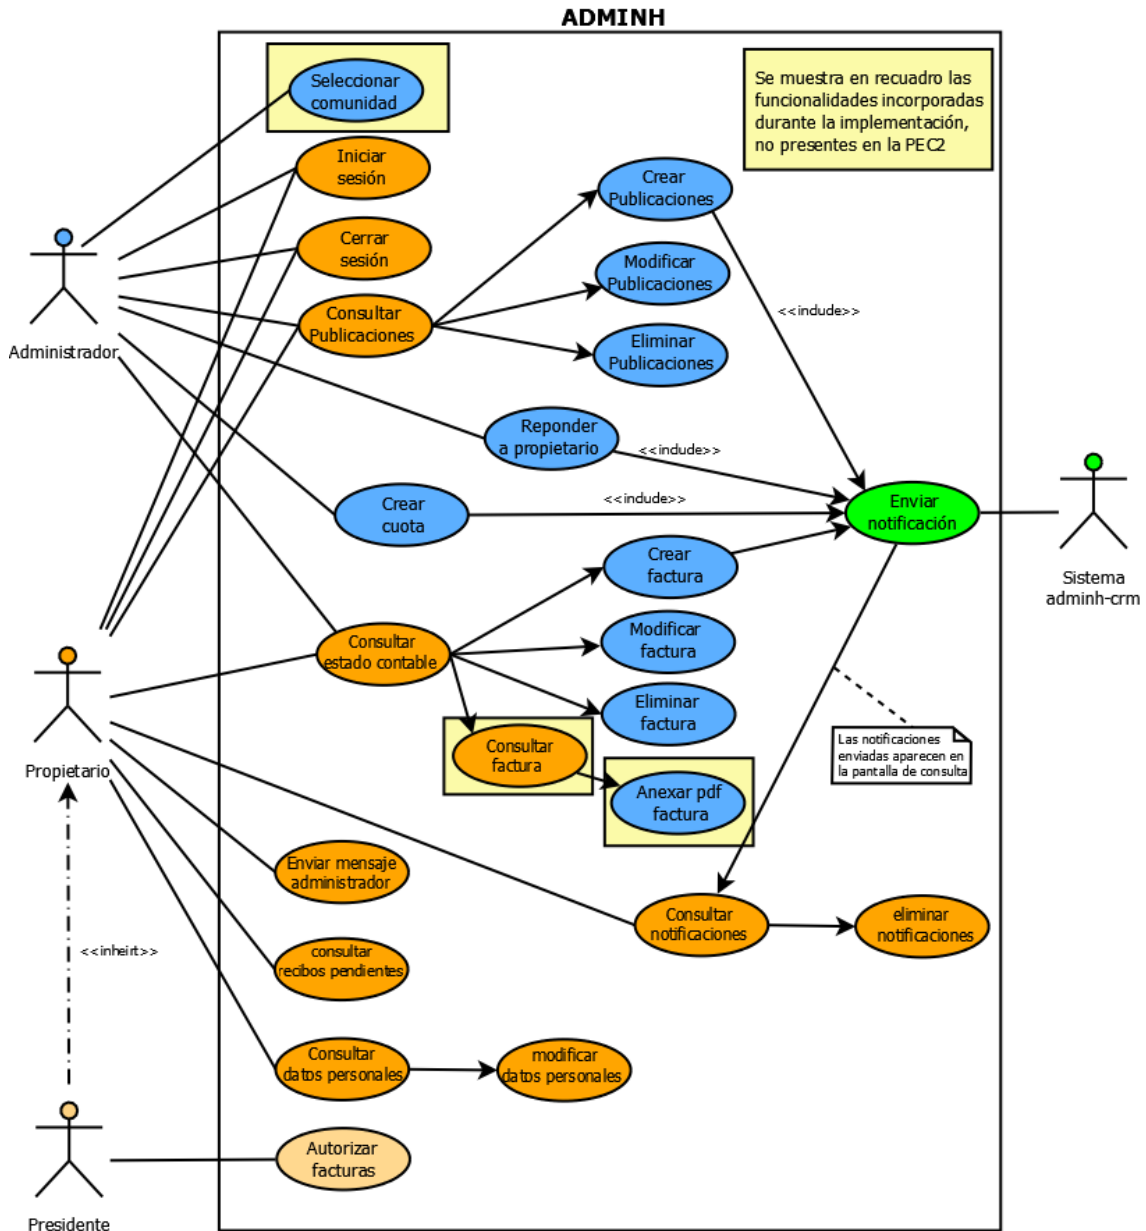 ADMINH
Seleccionar
comunidad
Se muestra en recuadro las
funcionalidades incorporadas
durante la implementación,
no presentes en la PEC2
Iniciar
sesión
Crear
Publicaciones
Cerrar
sesión
Modificar
Publicaciones
Consultar
Publicaciones
<<indude>>
Eliminar
Publicaciones
Administrador
Reponder
a propietario
<<indude>>
Crear
cuota
<<indude>>
Enviar
notificación
Sistema
adminh-crm
Crear
factura
Consultar
estado contable
Modificar
factura
Eliminar
factura
Propietario
Consultar
factura
Las notificaciones
enviadas aparecen en
la pantalla de consulta
Anexar pdf
factura
Enviar mensaje
administrador
Consultar
notificaciones
eliminar
notificaciones
<<inheirt>>
consultar
recibos pendientes
Consultar
datos personales
modificar
datos personales
Autorizar
facturas
Presidente